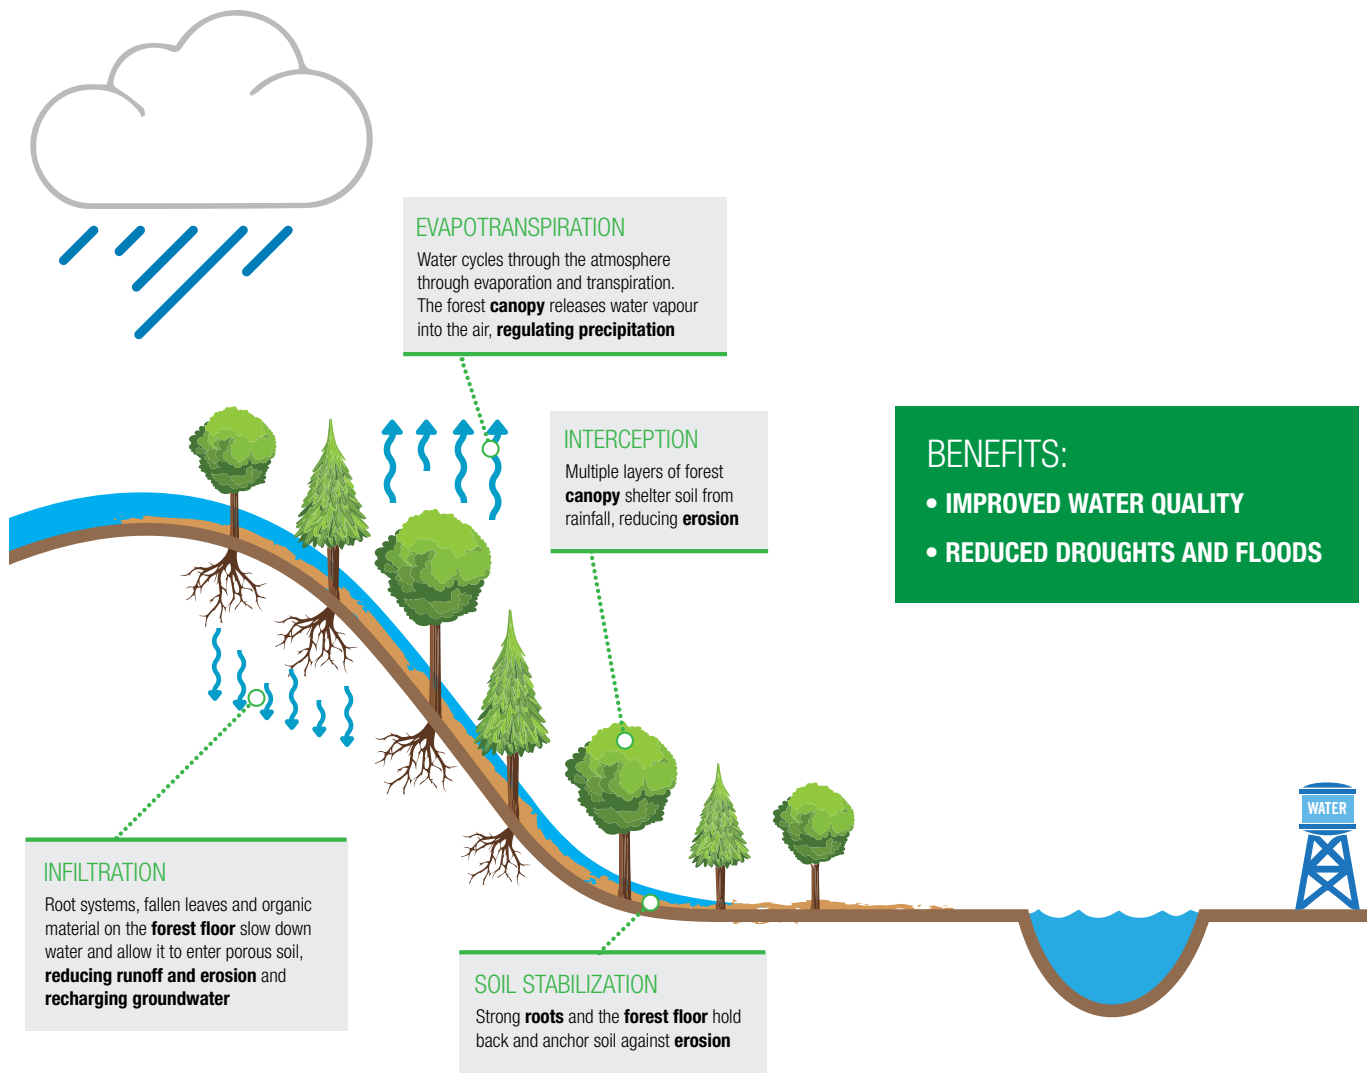 EVAPOTRANSPIRATION
Water cycles through the atmosphere
through evaporation and transpiration.
The forest canopy releases water vapour
into the air, regulating precipitation
INTERCEPTION
Multiple layers of forest
canopy shelter soil from
rainfall, reducing erosion
BENEFITS:
• IMPROVED WATER QUALITY
• REDUCED DROUGHTS AND FLOODS
WATER
INFILTRATION
Root systems, fallen leaves and organic
material on the forest floor slow down
water and allow it to enter porous soil,
reducing runoff and erosion and
recharging groundwater
SOIL STABILIZATION
Strong roots and the forest floor hold
back and anchor soil against erosion